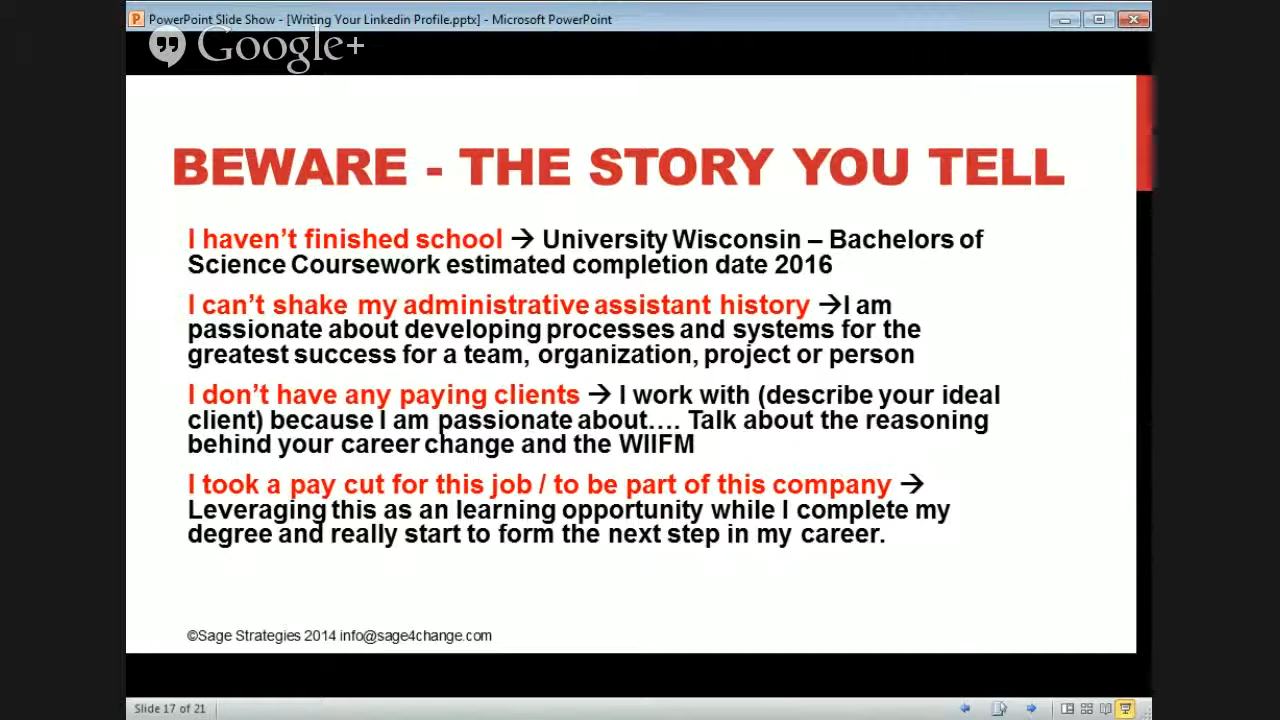 PowerPoint Slide Show - [Writing Your Linkedin Profile.pptx] - Microsoft PowerPoint
Google+
BEWARE - THE STORY YOU TELL
I haven't finished school → University Wisconsin – Bachelors of
Science Coursework estimated completion date 2016
I can't shake my administrative assistant history → I am
passionate about developing processes and systems for the
greatest success for a team, organization, project or person
I don't have any paying clients → I work with (describe your ideal
client) because I am passionate about…. Talk about the reasoning
behind your career change and the WIIFM
I took a pay cut for this job / to be part of this company →
Leveraging this as an learning opportunity while I complete my
degree and really start to form the next step in my career.
©Sage Strategies 2014 info@sage4change.com
Slide 17 of 21